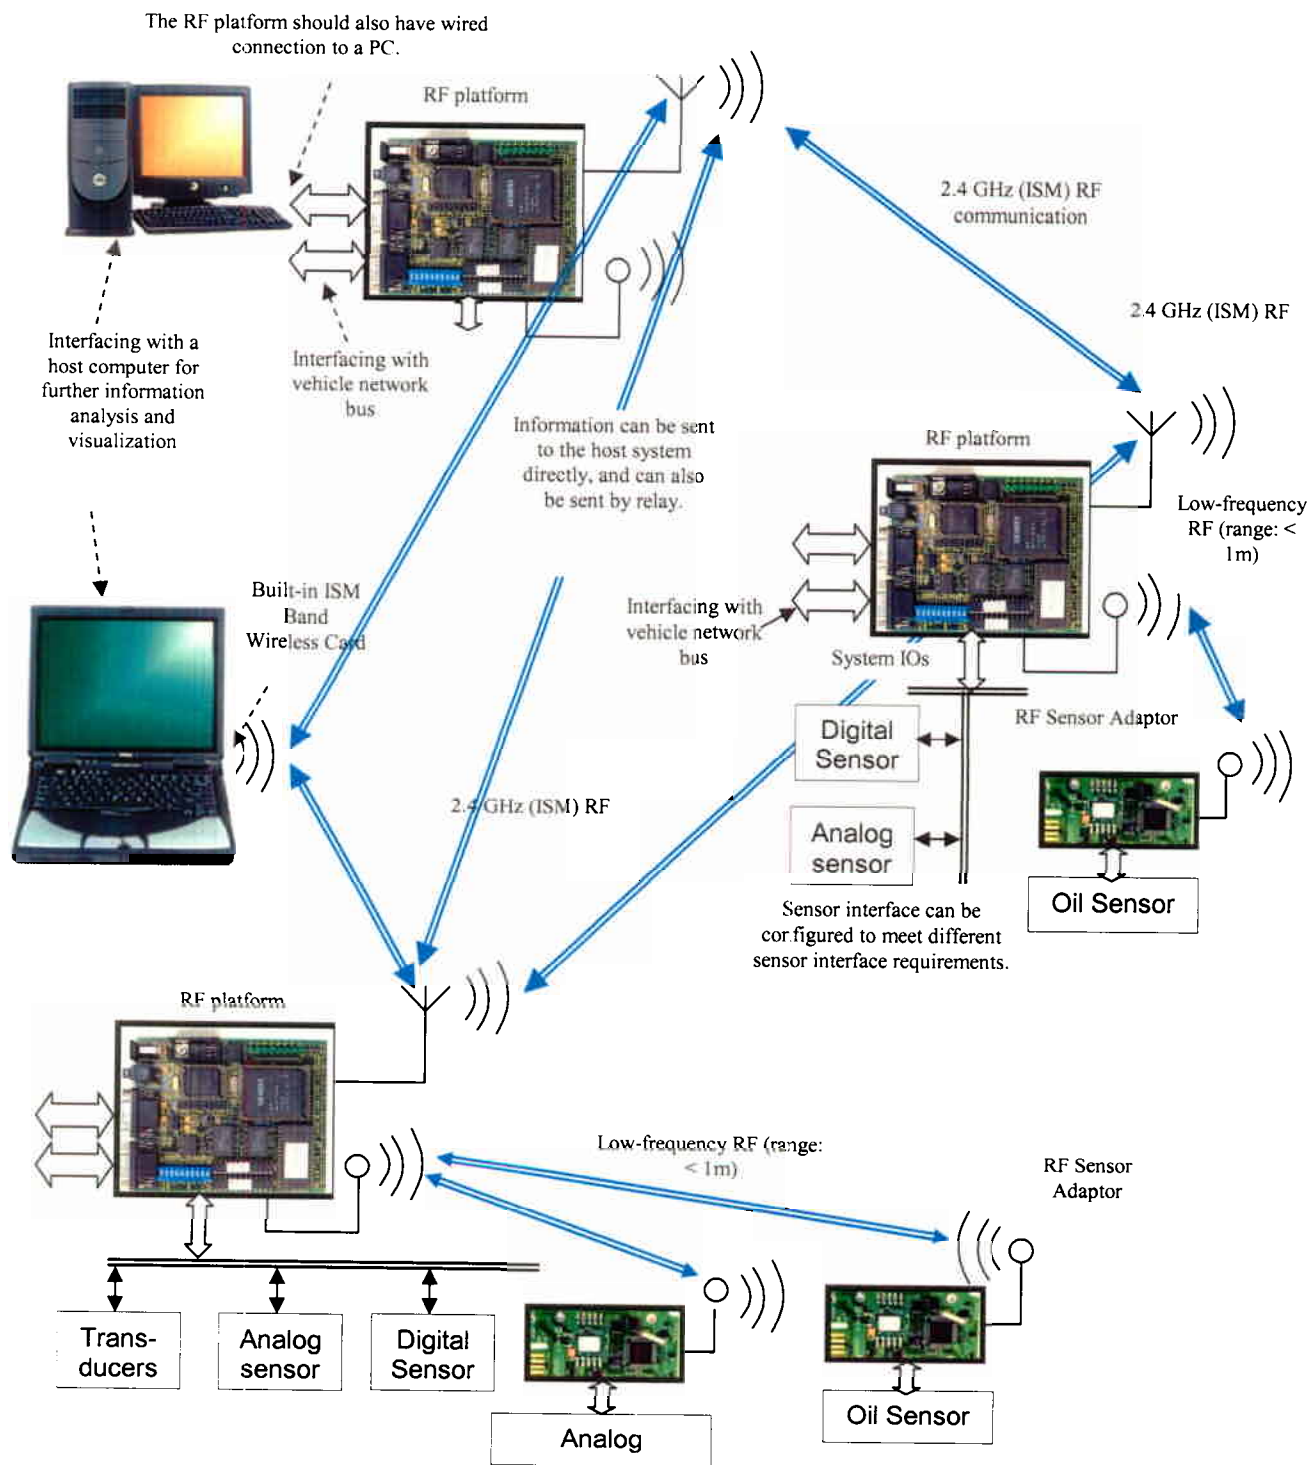 The RF platform should also have wired
connection to a PC.
RF platform
2.4 GHz (ISM) RF
communication
2.4 GHz (ISM) RF
Interfacing with a
host computer for
further information
analysis and
visualization
Interfacing with
vehicle network
bus
Information can be sent
to the host system
directly, and can also
be sent by relay.
RF platform
Low-frequency
RF (range: <
1m)
Built-in ISM
Band
Wireless Card
Interfacing with
vehicle network
bus
System IOs
RF Sensor Adaptor
Digital
Sensor
2.4 GHz (ISM) RF
Analog
sensor
Oil Sensor
Sensor interface can be
configured to meet different
sensor interface requirements.
RF platform
Low-frequency RF (range:
< 1m)
RF Sensor
Adaptor
Trans-
ducers
Analog
sensor
Digital
Sensor
Analog
Oil Sensor